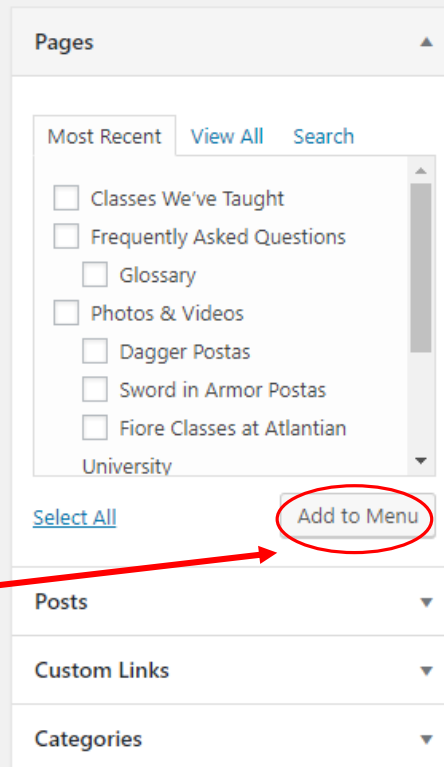 Pages
Most Recent View All Search
Classes We've Taught
Frequently Asked Questions
Glossary
Photos & Videos
Dagger Postas
Sword in Armor Postas
Fiore Classes at Atlantian
University
Select All Add to Menu
Posts
Custom Links
Categories